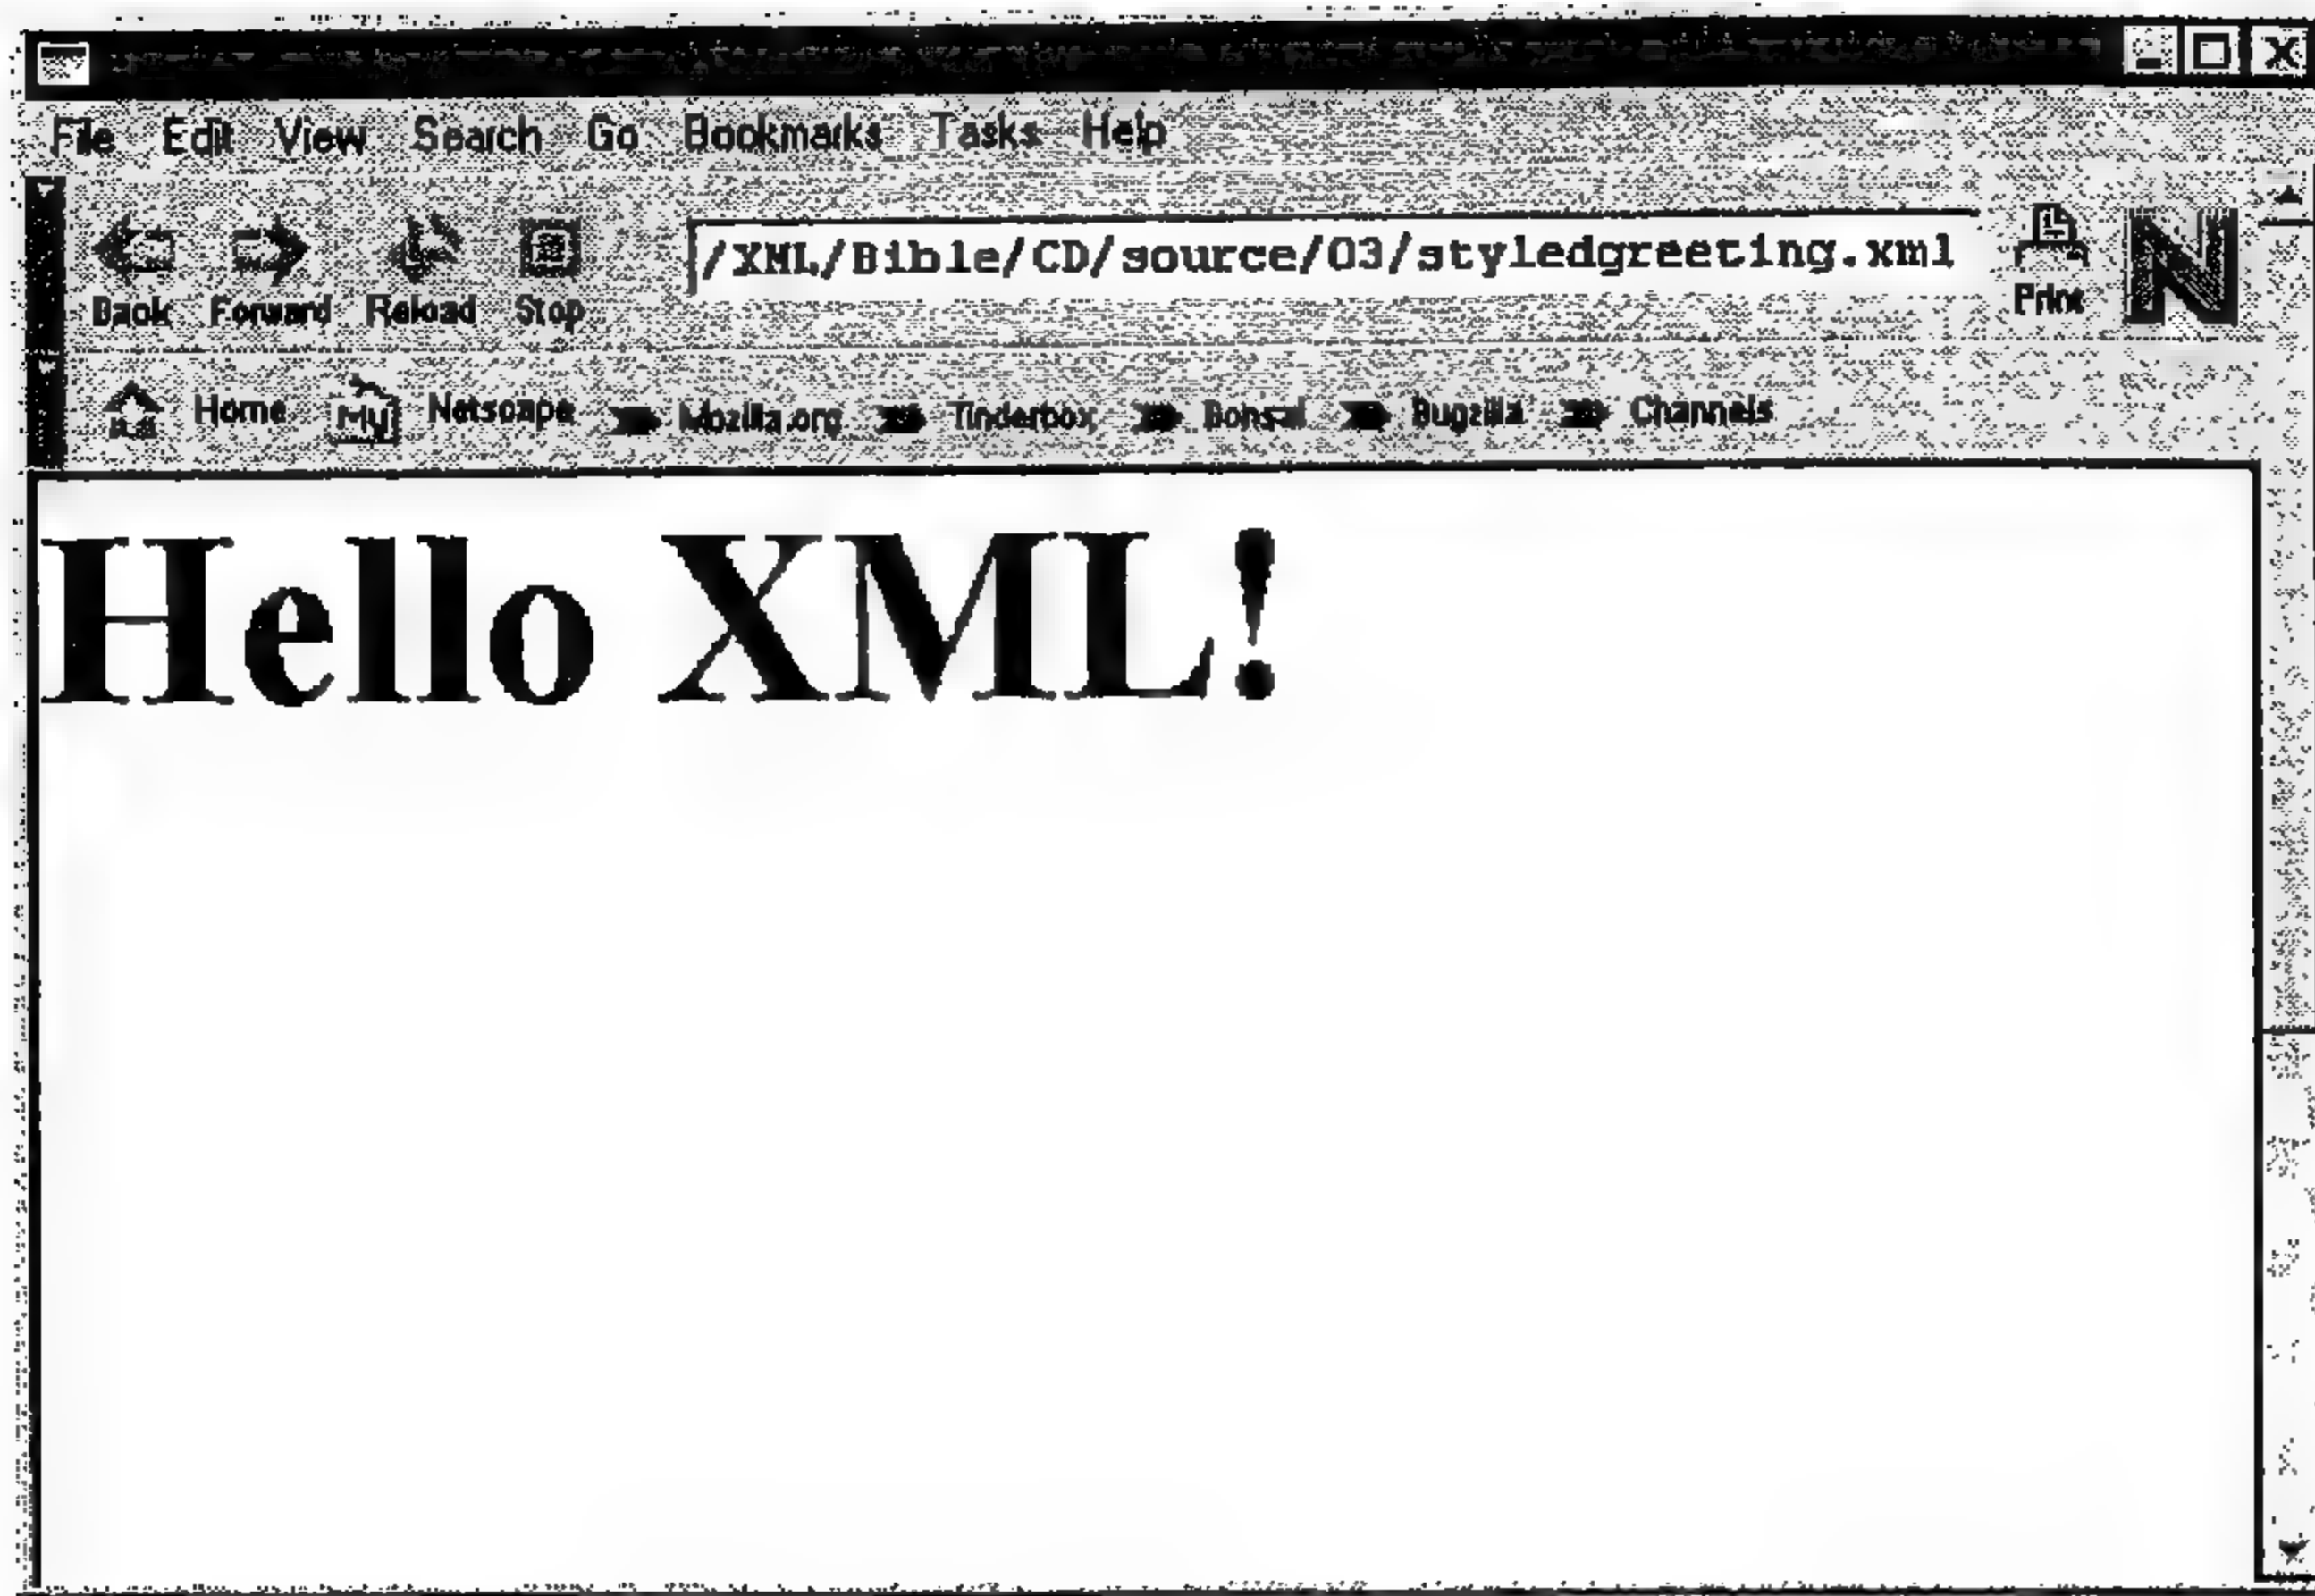 File Edit View Search Go Bookmarks Tasks Help
/XML/Bible/CD/source/03/styledgreeting.xml
Back Forward Reload Stop Print N
Home My Netscape Mozilla.org Tinderbox Bonsai Bugzilla Channels
Hello XML!